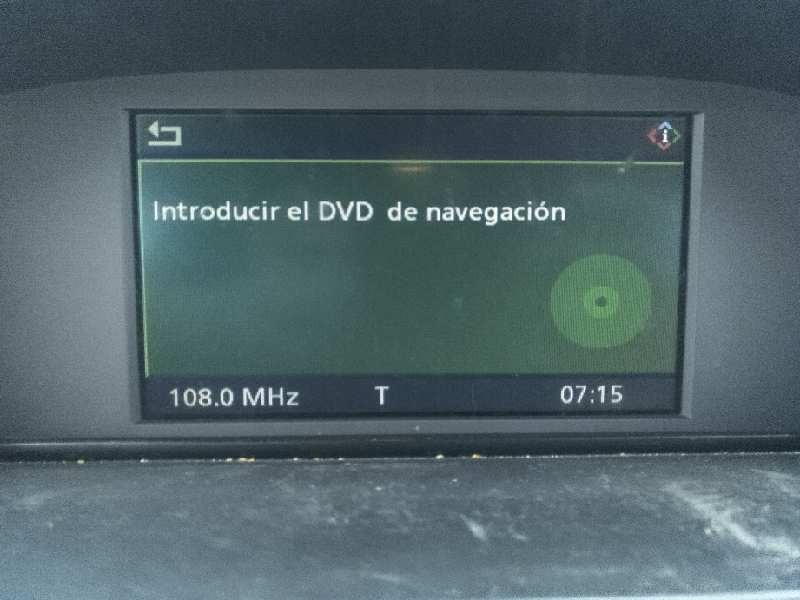 i
Introducir el DVD de navegación
108.0 MHz T 07:15